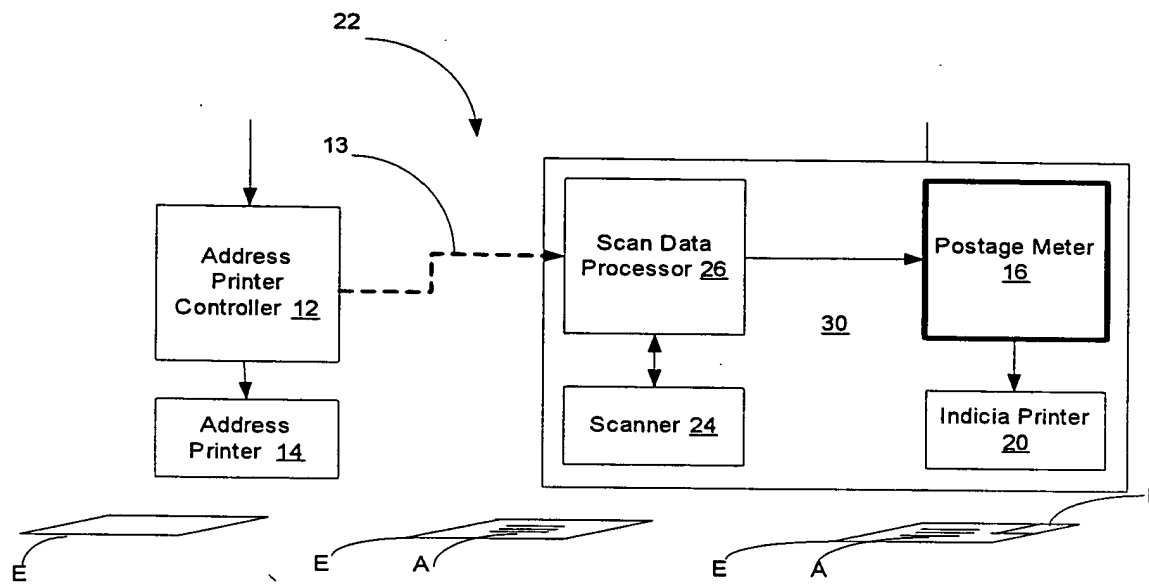 22
13
Address
Printer
Controller 12
Scan Data
Processor 26
Postage Meter
16
30
Address
Printer 14
Scanner 24
Indicia Printer
20
E
E
A
E
A